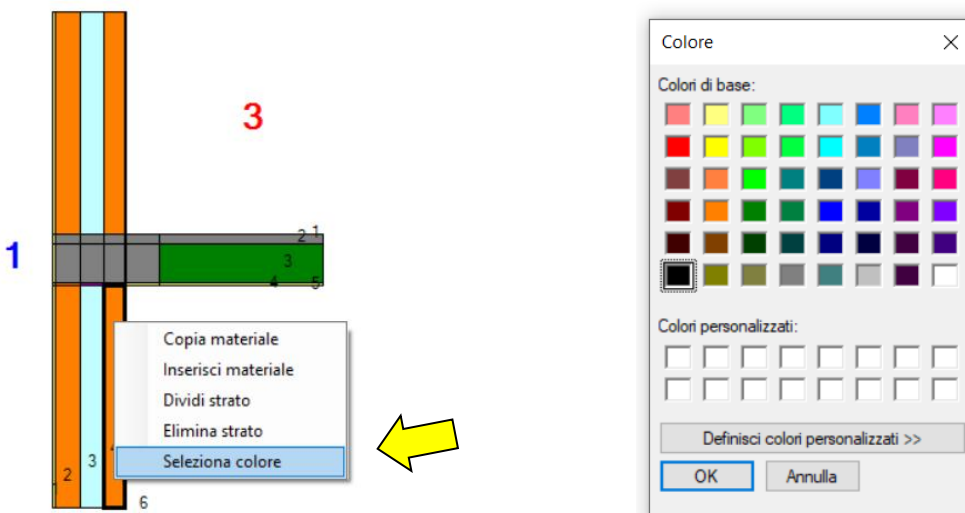 3
1
2 1
3
4 5
2 3
6
Copia materiale
Inserisci materiale
Dividi strato
Elimina strato
Seleziona colore
Colore
Colori di base:
Colori personalizzati:
Definisci colori personalizzati >>
OK Annulla